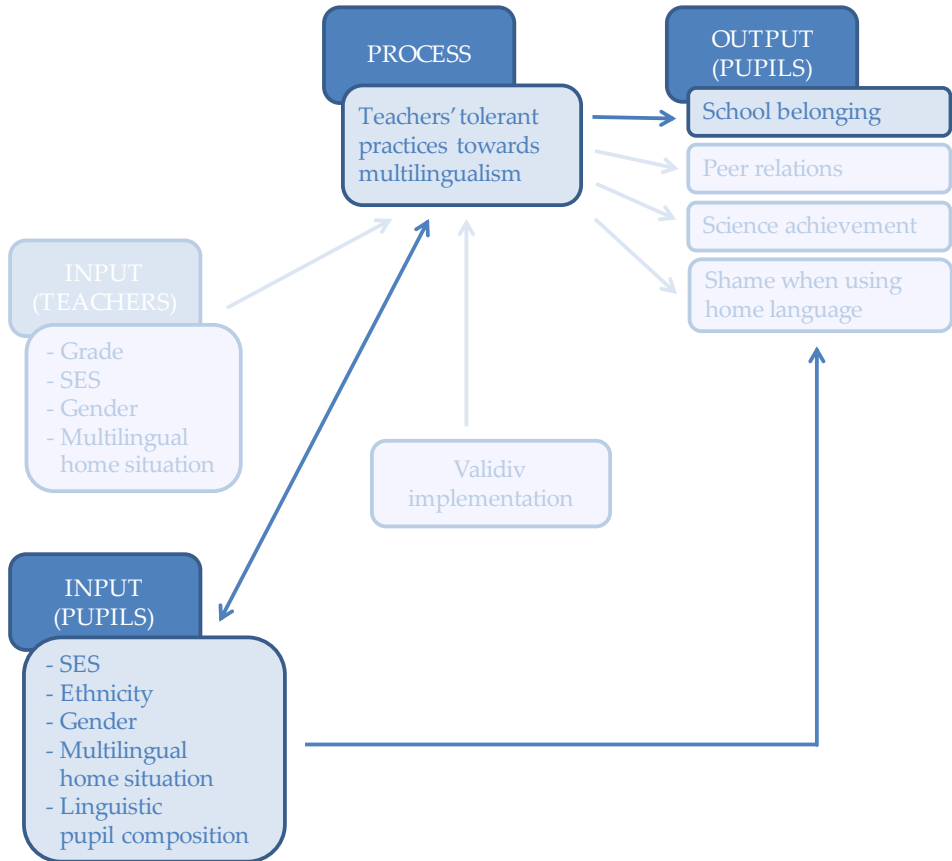 PROCESS
Teachers' tolerant
practices towards
multilingualism
OUTPUT
(PUPILS)
School belonging
Peer relations
Science achievement
Shame when using
home language
INPUT
(TEACHERS)
- Grade
- SES
- Gender
- Multilingual
home situation
Validiv
implementation
INPUT
(PUPILS)
- SES
- Ethnicity
- Gender
- Multilingual
home situation
- Linguistic
pupil composition